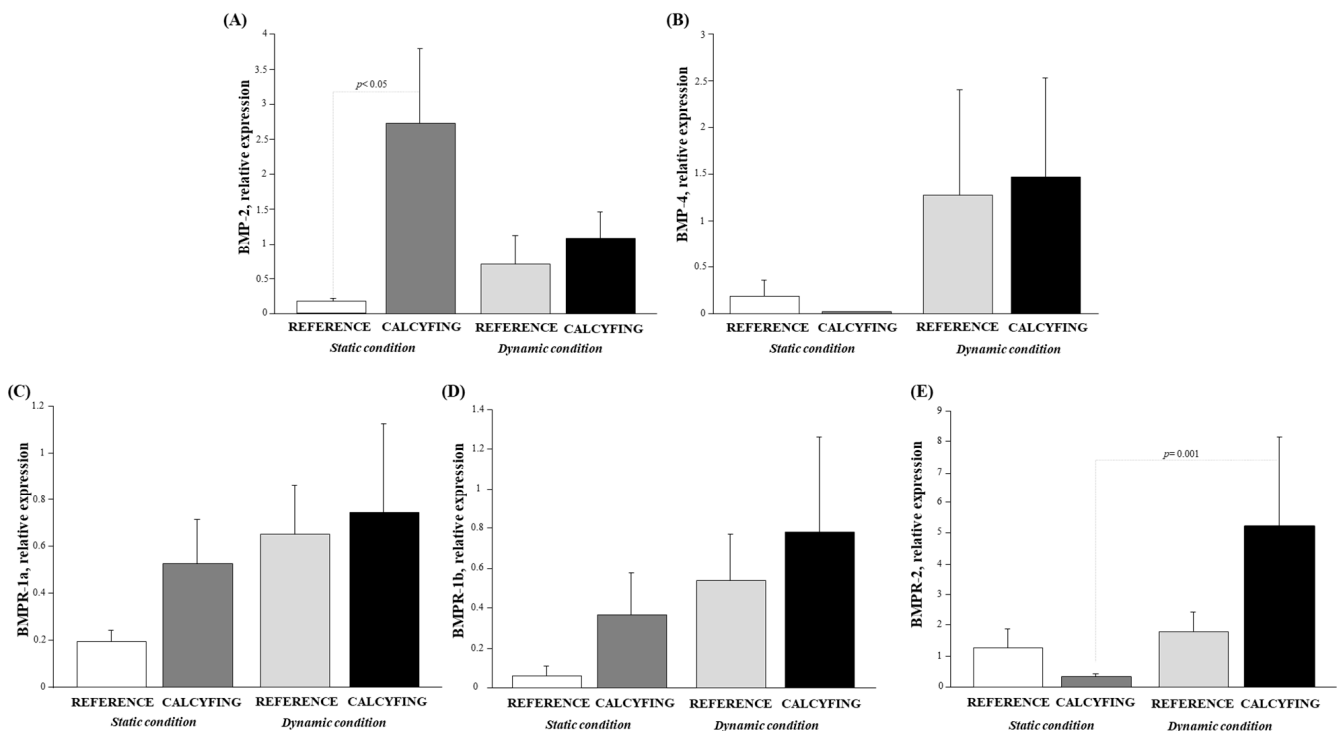 (A)
BMP-2, relative expression
4
3.5
3
2.5
2
1.5
1
0.5
0
p< 0.05
REFERENCE CALCYFING REFERENCE CALCYFING
Static condition Dynamic condition
(B)
BMP-4, relative expression
3
2.5
2
1.5
1
0.5
0
REFERENCE CALCYFING REFERENCE CALCYFING
Static condition Dynamic condition
(C)
BMPR-1a, relative expression
1.2
1
0.8
0.6
0.4
0.2
0
REFERENCE CALCYFING REFERENCE CALCYFING
Static condition Dynamic condition
(D)
BMPR-1b, relative expression
1.4
1.2
1
0.8
0.6
0.4
0.2
0
REFERENCE CALCYFING REFERENCE CALCYFING
Static condition Dynamic condition
(E)
BMPR-2, relative expression
9
8
7
6
5
4
3
2
1
0
p= 0.001
REFERENCE CALCYFING REFERENCE CALCYFING
Static condition Dynamic condition